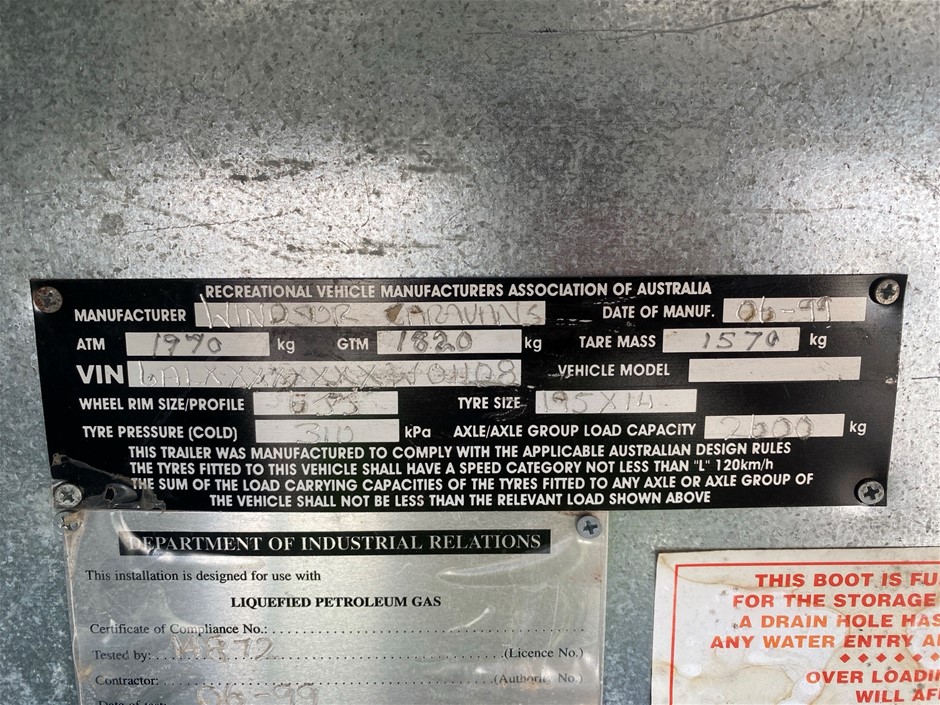 RECREATIONAL VEHICLE MANUFACTURERS ASSOCIATION OF AUSTRALIA
MANUFACTURER WINDSOR CARAVANS DATE OF MANUF. 06-99
ATM 1970 kg GTM 1820 kg TARE MASS 1570 kg
VIN VEHICLE MODEL
WHEEL RIM SIZE/PROFILE TYRE SIZE 195X14
TYRE PRESSURE (COLD) 310 kPa AXLE/AXLE GROUP LOAD CAPACITY 2600 kg
THIS TRAILER WAS MANUFACTURED TO COMPLY WITH THE APPLICABLE AUSTRALIAN DESIGN RULES
THE TYRES FITTED TO THIS VEHICLE SHALL HAVE A SPEED CATEGORY NOT LESS THAN "L" 120km/h
THE SUM OF THE LOAD CARRYING CAPACITIES OF THE TYRES FITTED TO ANY AXLE OR AXLE GROUP OF
THE VEHICLE SHALL NOT BE LESS THAN THE RELEVANT LOAD SHOWN ABOVE
DEPARTMENT OF INDUSTRIAL RELATIONS
This installation is designed for use with
LIQUEFIED PETROLEUM GAS
Certificate of Compliance No.:
Tested by: (Licence No.)
Contractor: (Authority No.)
Date of test: 06-99
THIS BOOT IS
FOR THE STORAGE
A DRAIN HOLE HAS
ANY WATER ENTRY
OVER
WILL